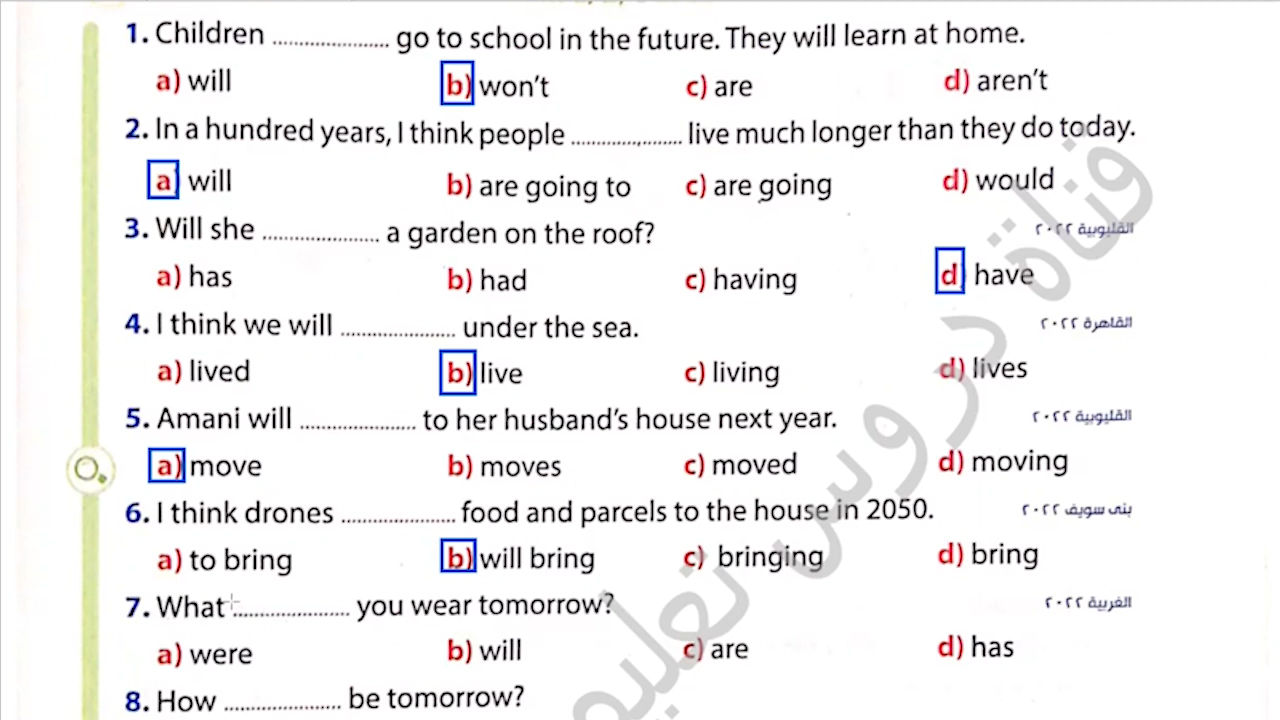 1. Children .................... go to school in the future. They will learn at home.
a) will b) won't c) are d) aren't
2. In a hundred years, I think people .................... live much longer than they do today.
a) will b) are going to c) are going d) would
3. Will she .................... a garden on the roof? القليوبية ٢٠٢٢
a) has b) had c) having d) have
4. I think we will .................... under the sea. القاهرة ٢٠٢٢
a) lived b) live c) living d) lives
5. Amani will .................... to her husband's house next year. القليوبية ٢٠٢٢
a) move b) moves c) moved d) moving
6. I think drones .................... food and parcels to the house in 2050. بنى سويف ٢٠٢٢
a) to bring b) will bring c) bringing d) bring
7. What .................... you wear tomorrow? الغربية ٢٠٢٢
a) were b) will c) are d) has
8. How .................... be tomorrow?
قناة دروس